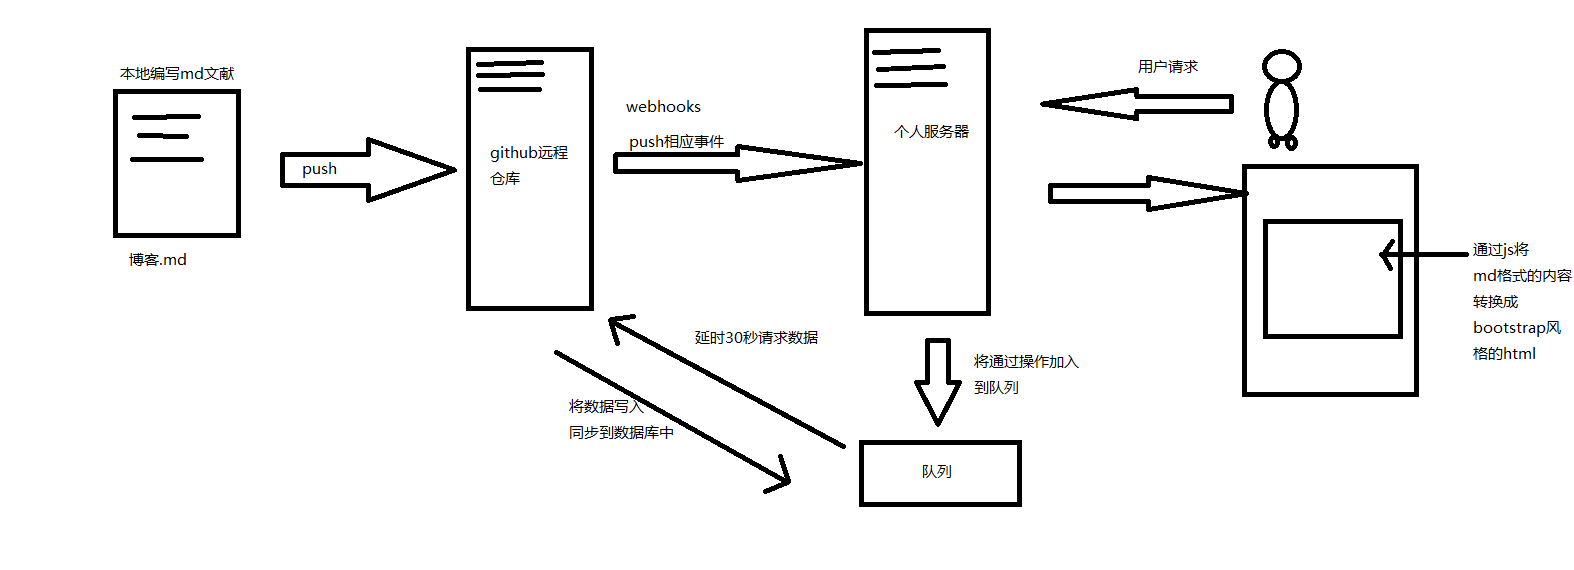 本地编写md文献
博客.md
push
github远程
仓库
webhooks
push相应事件
个人服务器
用户请求
通过js将
md格式的内容
转换成
bootstrap风
格的html
延时30秒请求数据
将数据写入
同步到数据库中
将通过操作加入
到队列
队列